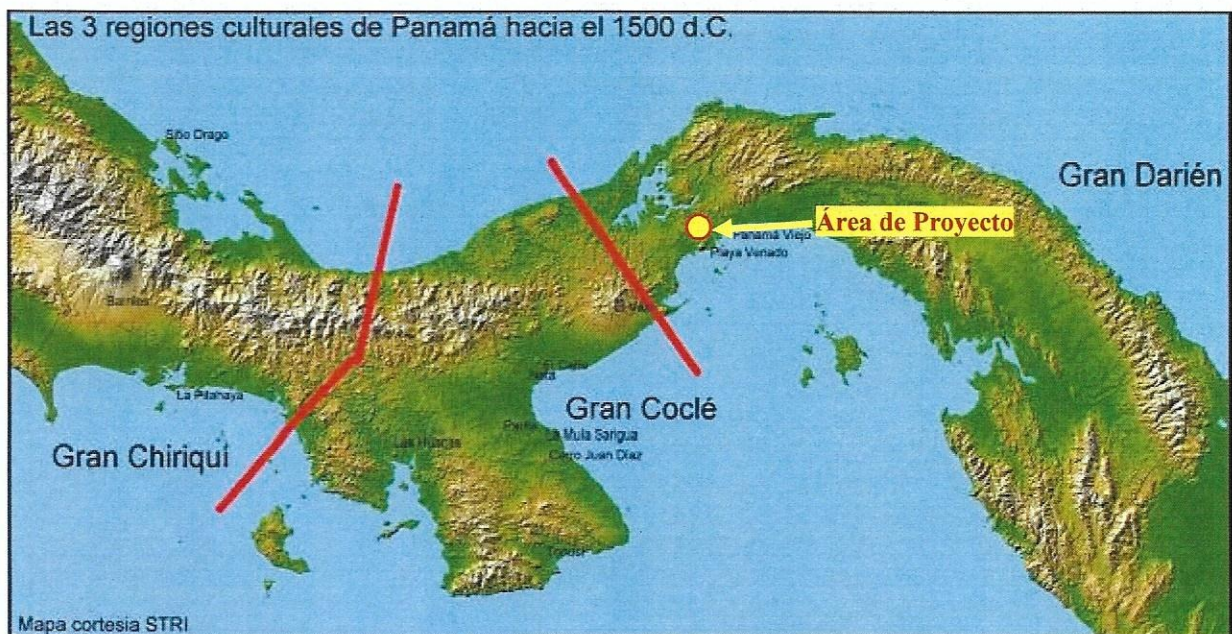 Las 3 regiones culturales de Panamá hacia el 1500 d.C.
Sitio Drago
Gran Darién
Área de Proyecto
Panamá Viejo
Playa Venado
Barriles
La Pitahaya
Gran Coclé
La Mula Sarigua
Cerro Juan Díaz
Las Huacas
Gran Chiriquí
Mapa cortesia STRI